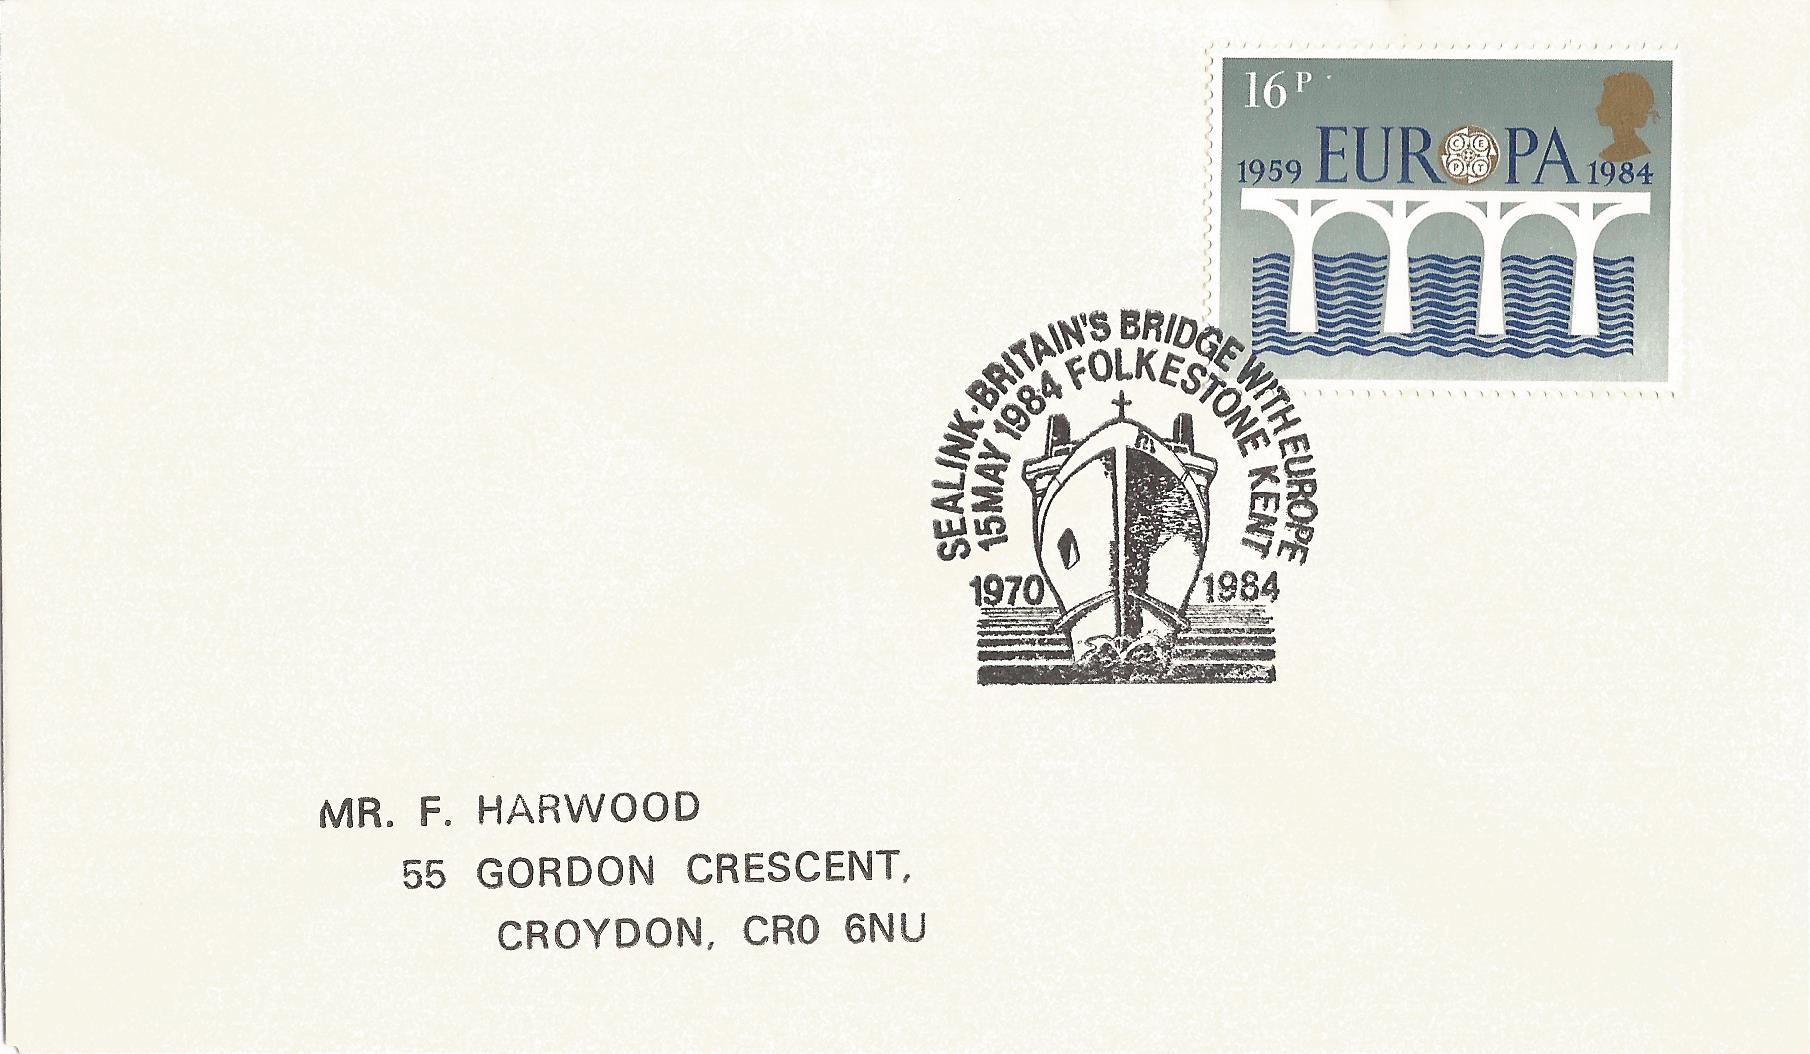 16P
EUROPA
1959 1984
C E P T
SEALINK · BRITAIN'S BRIDGE WITH EUROPE
15 MAY 1984 FOLKESTONE KENT
1970 1984
MR. F. HARWOOD
55 GORDON CRESCENT,
CROYDON, CR0 6NU